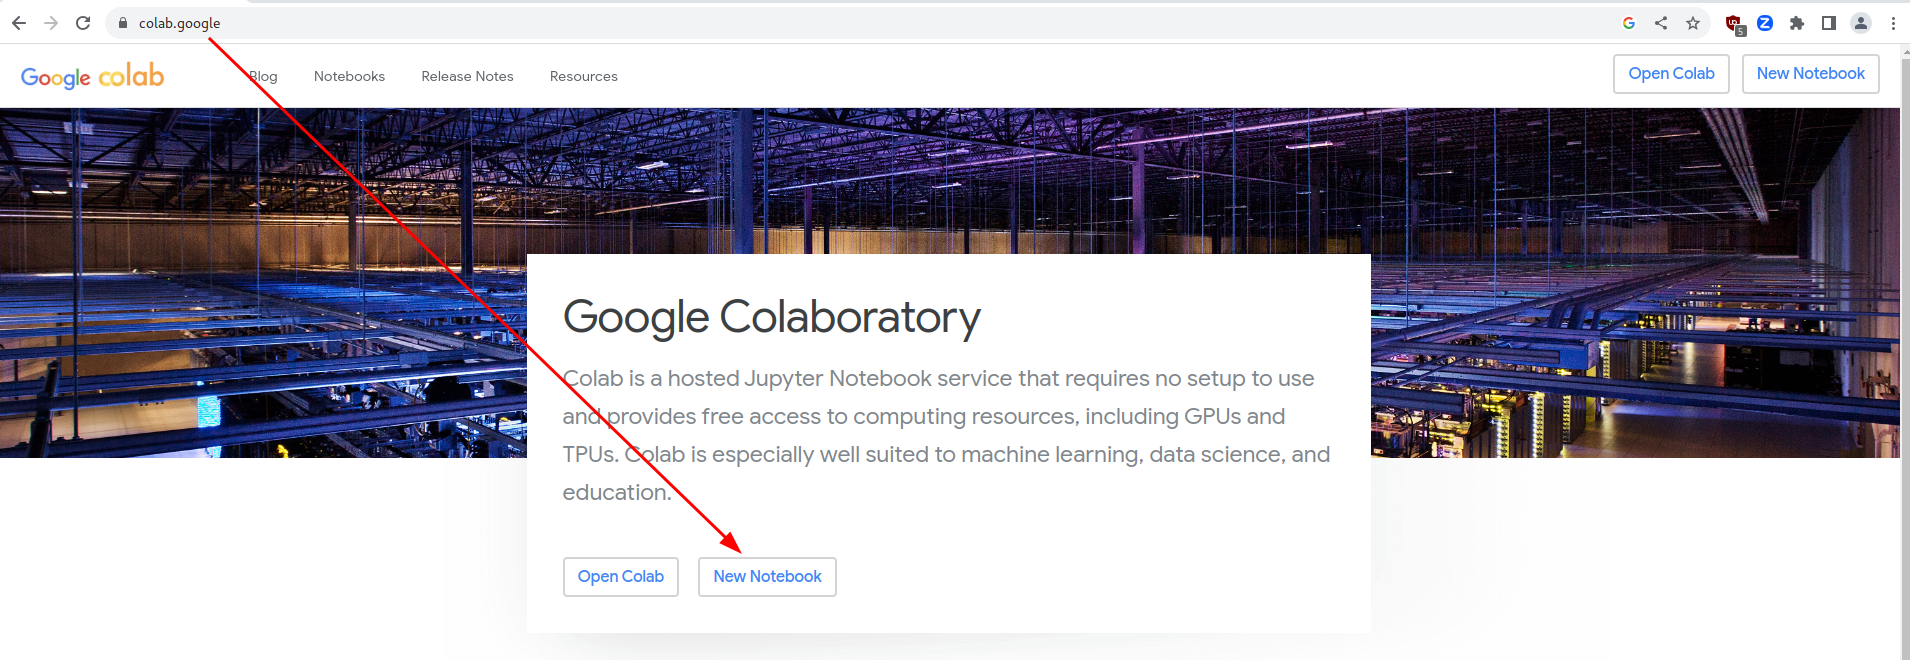 colab.google
5
Google colab
Blog
Notebooks
Release Notes
Resources
Open Colab
New Notebook
Google Colaboratory
Colab is a hosted Jupyter Notebook service that requires no setup to use
and provides free access to computing resources, including GPUs and
TPUs. Colab is especially well suited to machine learning, data science, and
education.
Open Colab
New Notebook